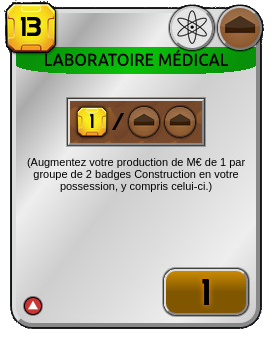 13
LABORATOIRE MÉDICAL
1 /
(Augmentez votre production de M€ de 1 par
groupe de 2 badges Construction en votre
possession, y compris celui-ci.)
1